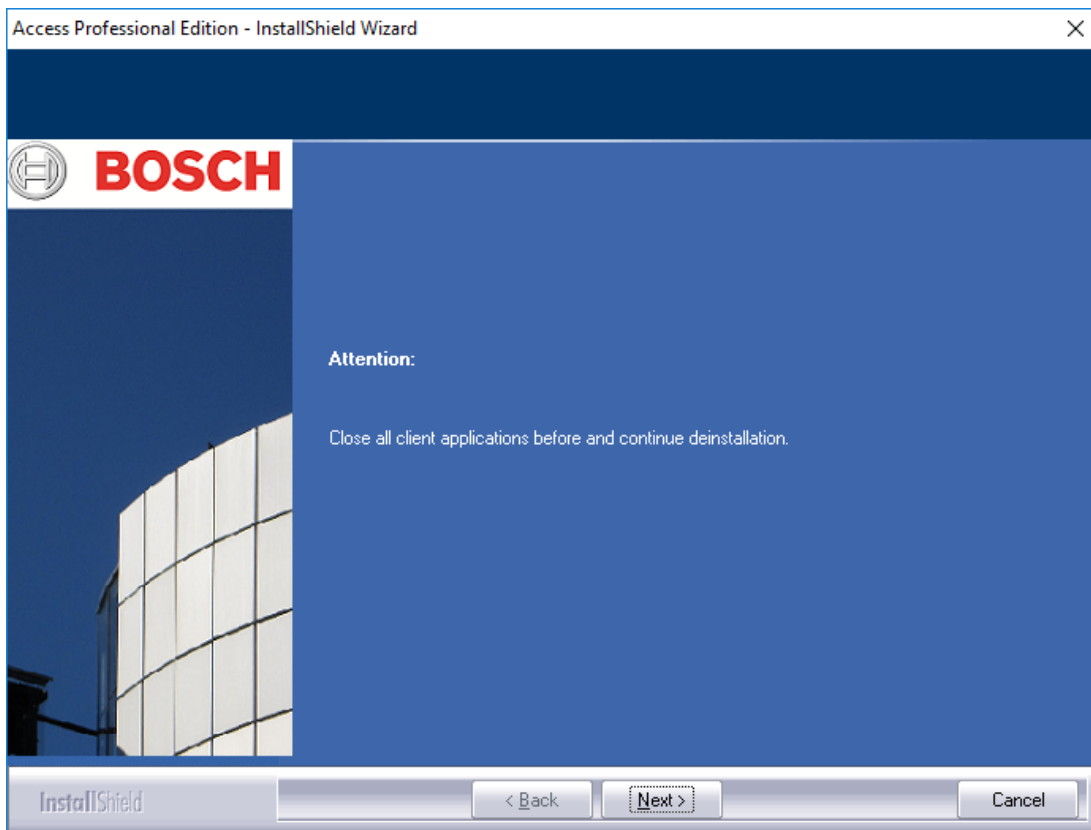 Access Professional Edition - InstallShield Wizard
BOSCH
Attention:
Close all client applications before and continue deinstallation.
InstallShield
< Back
Next >
Cancel